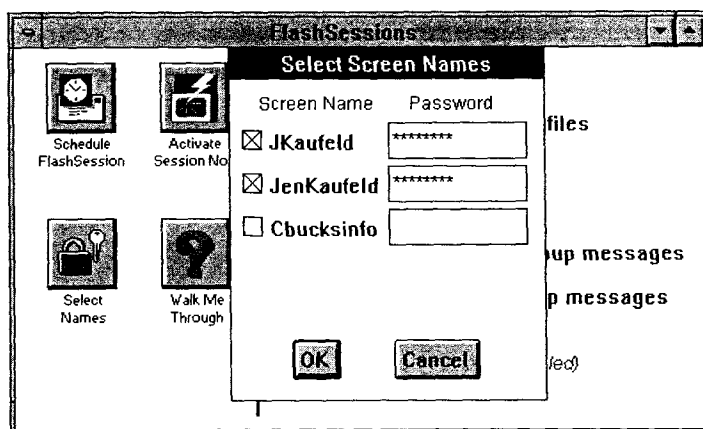 FlashSessions
Select Screen Names
Screen Name Password
JKaufeld ********
JenKaufeld ********
Cbucksinfo
OK Cancel
Schedule
FlashSession
Activate
Session No
Select
Names
Walk Me
Through
files
up messages
p messages
led)